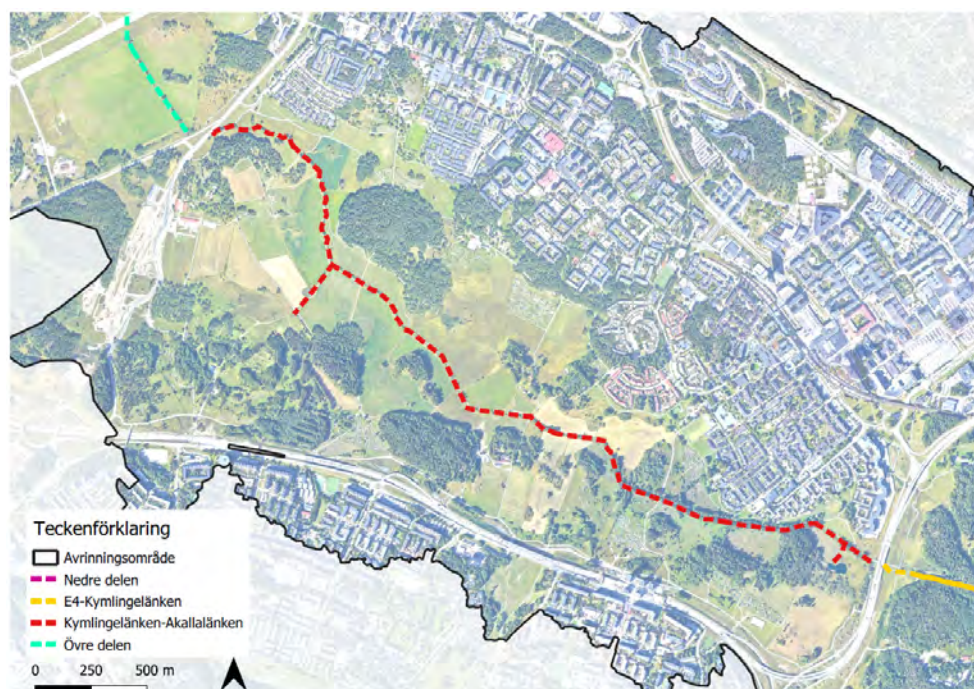 Teckenförklaring
Avrinningsområde
Nedre delen
E4-Kymlingelänken
Kymlingelänken-Akallalänken
Övre delen
0 250 500 m